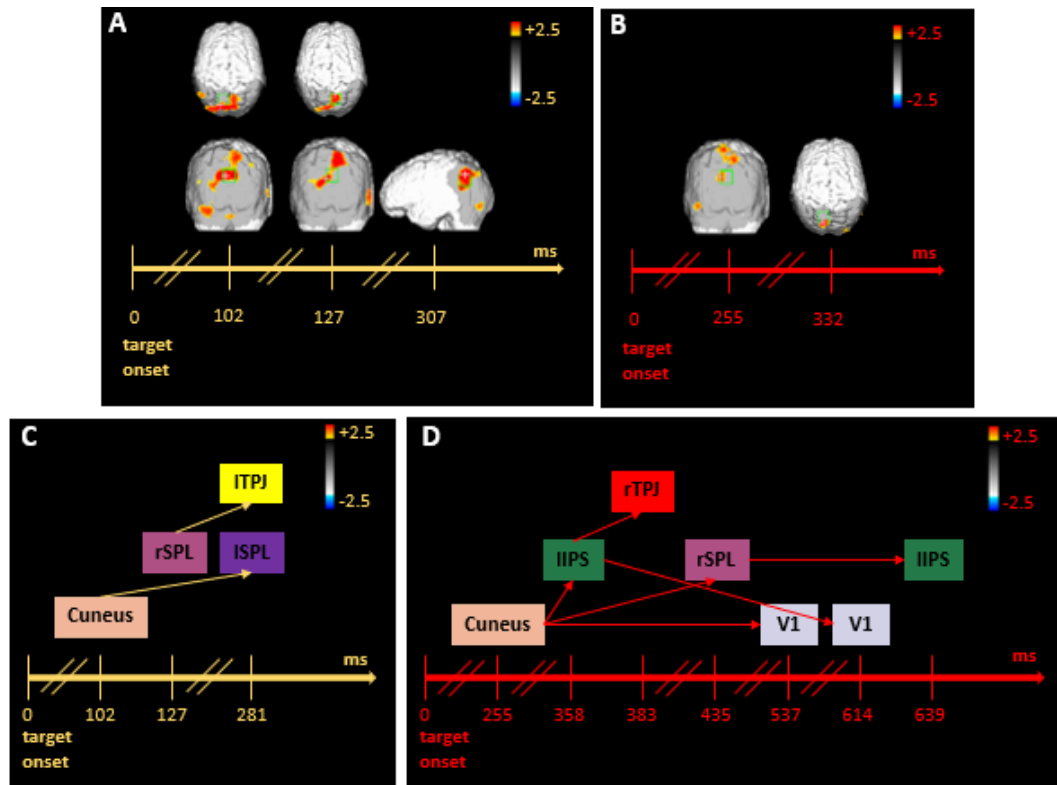 A
+2.5
-2.5
ms
0
102
127
307
target
onset
B
+2.5
-2.5
ms
0
255
332
target
onset
C
+2.5
-2.5
lTPJ
rSPL
lSPL
Cuneus
ms
0
102
127
281
target
onset
D
+2.5
-2.5
rTPJ
lIPS
rSPL
lIPS
Cuneus
V1
V1
ms
0
255
358
383
435
537
614
639
target
onset